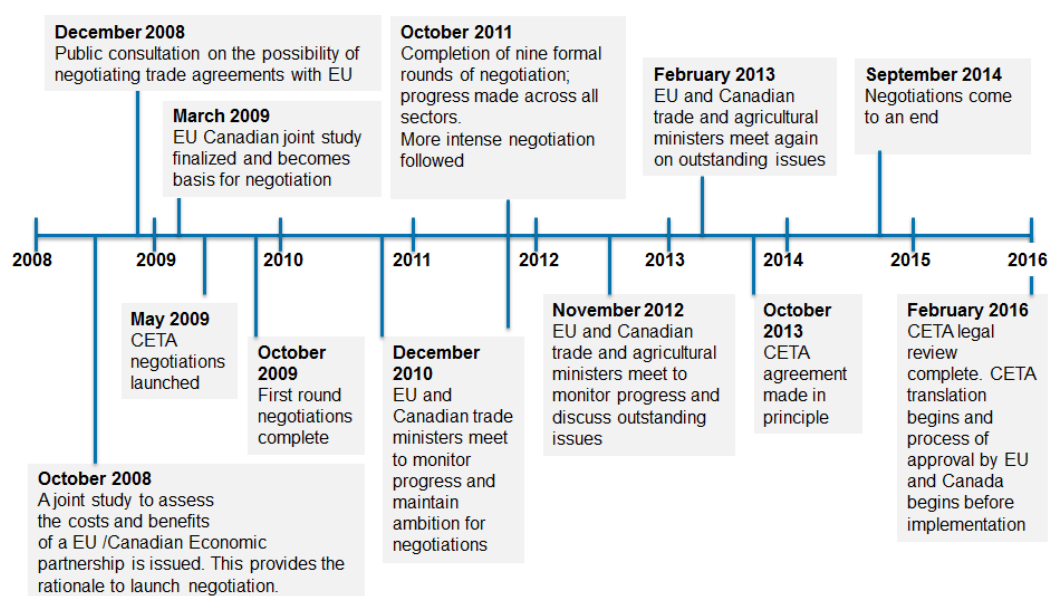 December 2008
Public consultation on the possibility of
negotiating trade agreements with EU
March 2009
EU Canadian joint study
finalized and becomes
basis for negotiation
October 2011
Completion of nine formal
rounds of negotiation;
progress made across all
sectors.
More intense negotiation
followed
February 2013
EU and Canadian
trade and agricultural
ministers meet again
on outstanding issues
September 2014
Negotiations come
to an end
2008
2009
2010
2011
2012
2013
2014
2015
2016
May 2009
CETA
negotiations
launched
October
2009
First round
negotiations
complete
October 2008
A joint study to assess
the costs and benefits
of a EU /Canadian Economic
partnership is issued. This provides the
rationale to launch negotiation.
December
2010
EU and
Canadian trade
ministers meet
to monitor
progress and
maintain
ambition for
negotiations
November 2012
EU and Canadian
trade and agricultural
ministers meet to
monitor progress and
discuss outstanding
issues
October
2013
CETA
agreement
made in
principle
February 2016
CETA legal
review
complete. CETA
translation
begins and
process of
approval by EU
and Canada
begins before
implementation